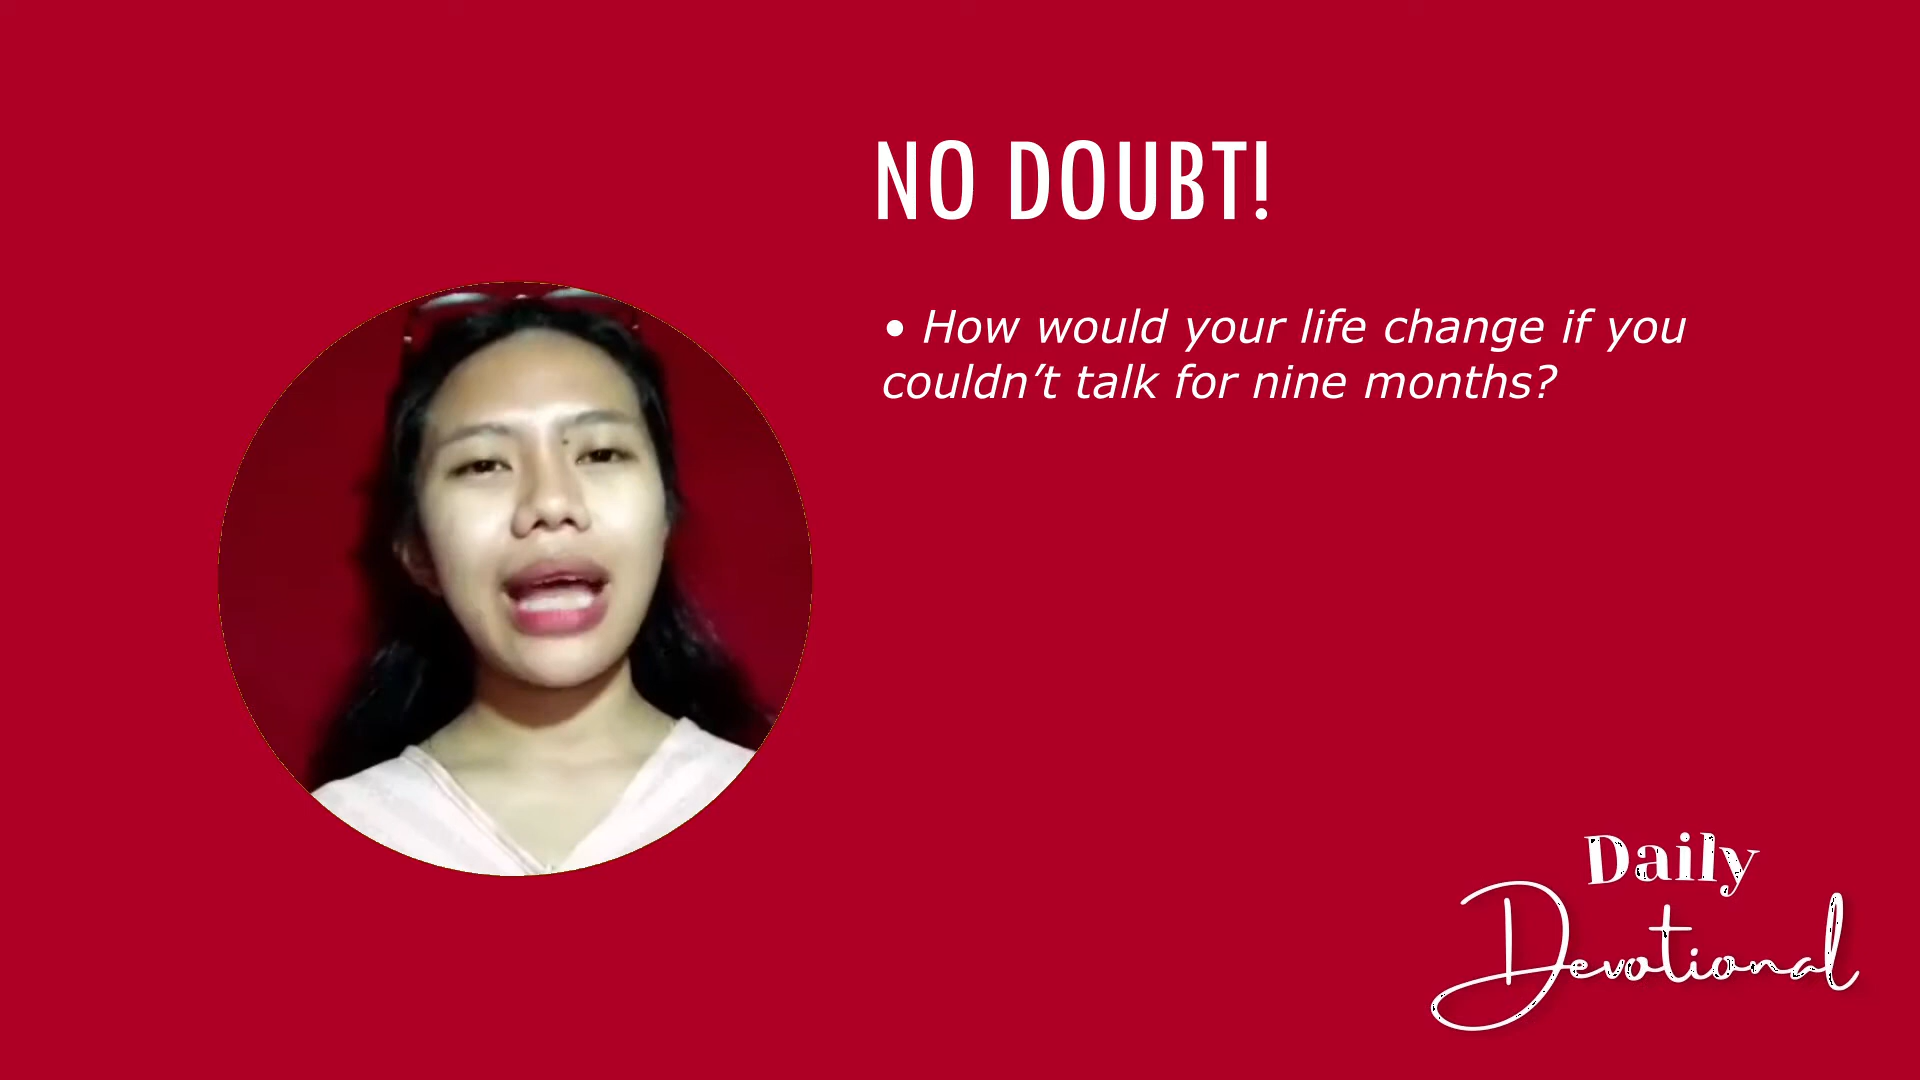 NO DOUBT!
• How would your life change if you
couldn’t talk for nine months?
Daily
Devotional